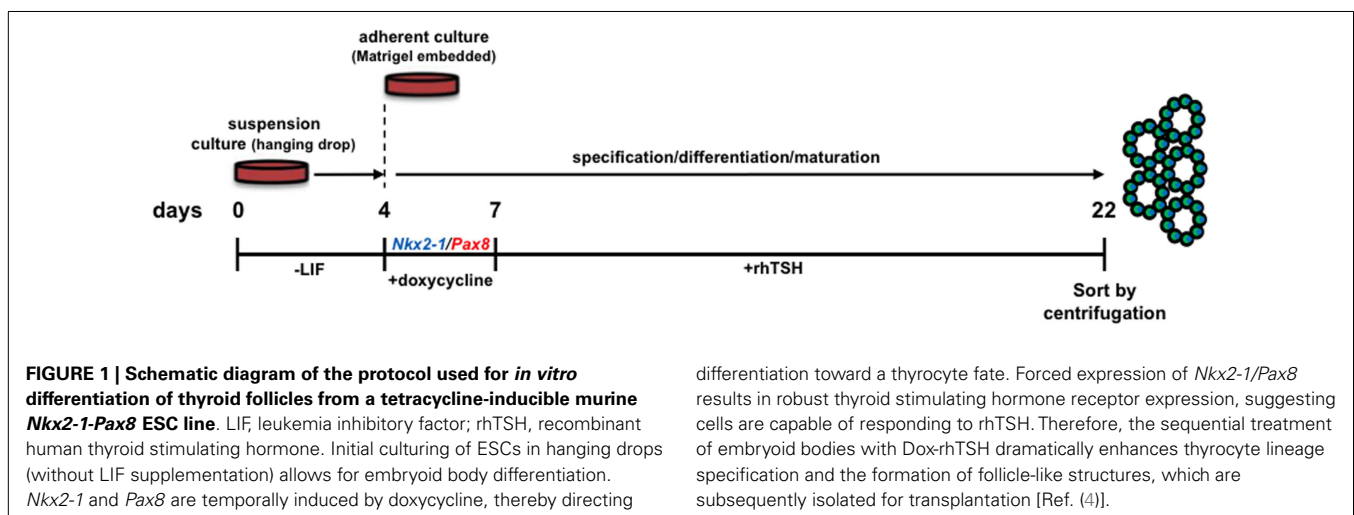 adherent culture
(Matrigel embedded)
suspension
culture (hanging drop)
specification/differentiation/maturation
days 0 4 7 22
Nkx2-1/Pax8
-LIF
+doxycycline
+rhTSH
Sort by
centrifugation
FIGURE 1 | Schematic diagram of the protocol used for in vitro
differentiation of thyroid follicles from a tetracycline-inducible murine
Nkx2-1-Pax8 ESC line. LIF, leukemia inhibitory factor; rhTSH, recombinant
human thyroid stimulating hormone. Initial culturing of ESCs in hanging drops
(without LIF supplementation) allows for embryoid body differentiation.
Nkx2-1 and Pax8 are temporally induced by doxycycline, thereby directing
differentiation toward a thyrocyte fate. Forced expression of Nkx2-1/Pax8
results in robust thyroid stimulating hormone receptor expression, suggesting
cells are capable of responding to rhTSH. Therefore, the sequential treatment
of embryoid bodies with Dox-rhTSH dramatically enhances thyrocyte lineage
specification and the formation of follicle-like structures, which are
subsequently isolated for transplantation [Ref. (4)].